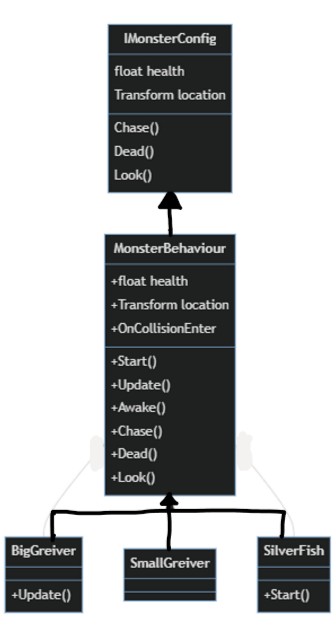 IMonsterConfig
float health
Transform location
Chase()
Dead()
Look()
MonsterBehaviour
+float health
+Transform location
+OnCollisionEnter
+Start()
+Update()
+Awake()
+Chase()
+Dead()
+Look()
BigGreiver
+Update()
SmallGreiver
SilverFish
+Start()